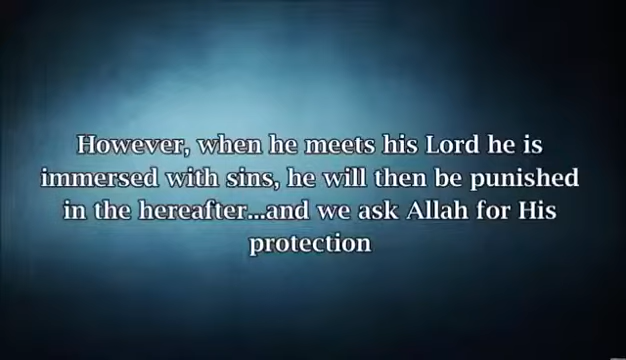 However, when he meets his Lord he is
immersed with sins, he will then be punished
in the hereafter...and we ask Allah for His
protection